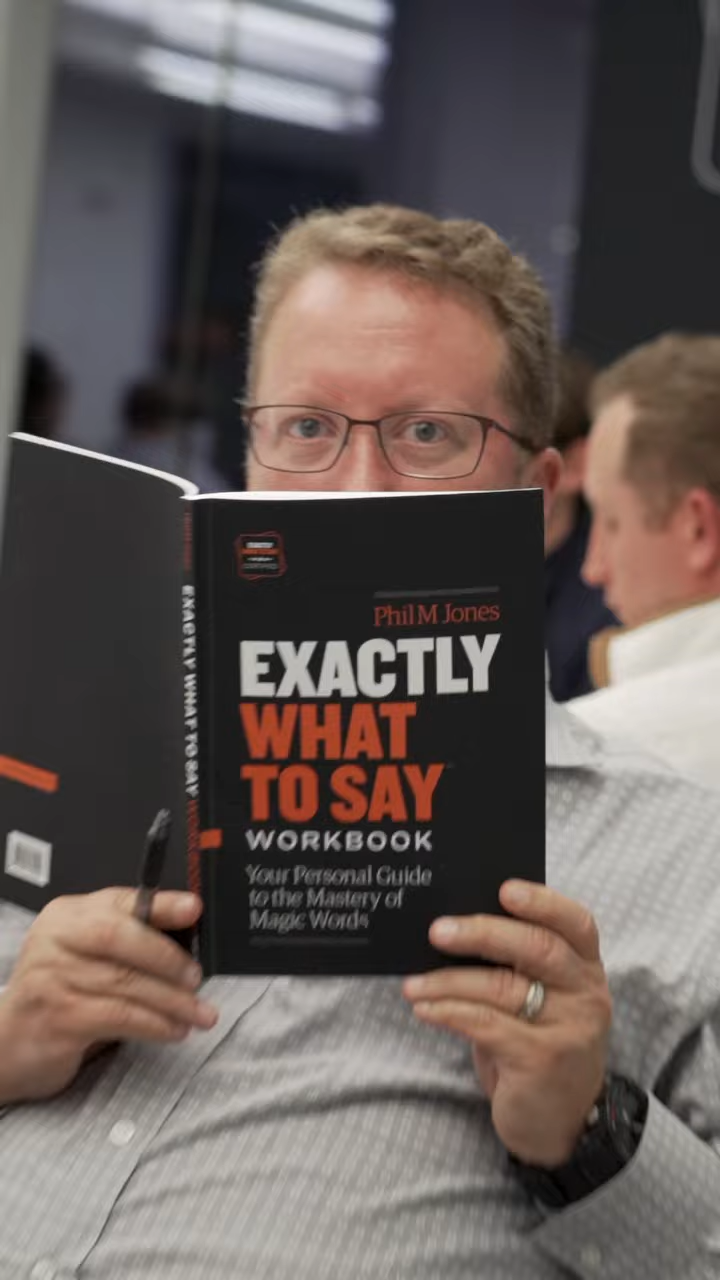 Phil M Jones
EXACTLY
WHAT
TO SAY
WORKBOOK
Your Personal Guide
to the Mastery of
Magic Words
EXACTLY WHAT TO SAY